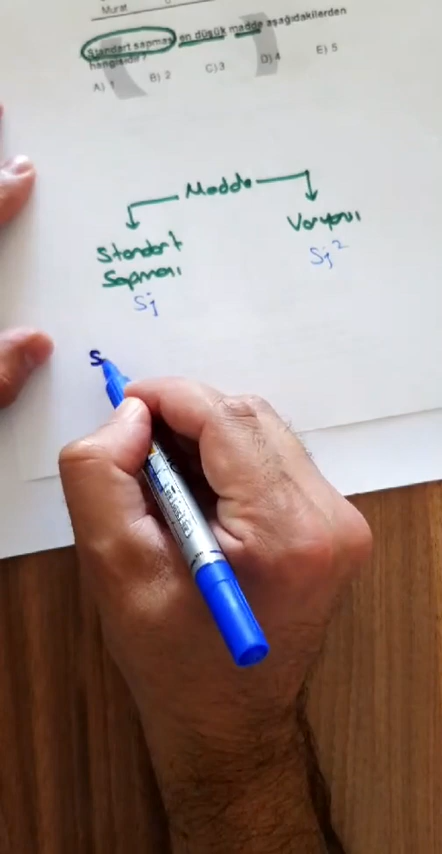 Murat
Standart sapması en düşük madde aşağıdakilerden
hangisidir?
A) 1 B) 2 C) 3 D) 4 E) 5
Madde
Standart Varyansı
Sapması Sj²
Sj
S